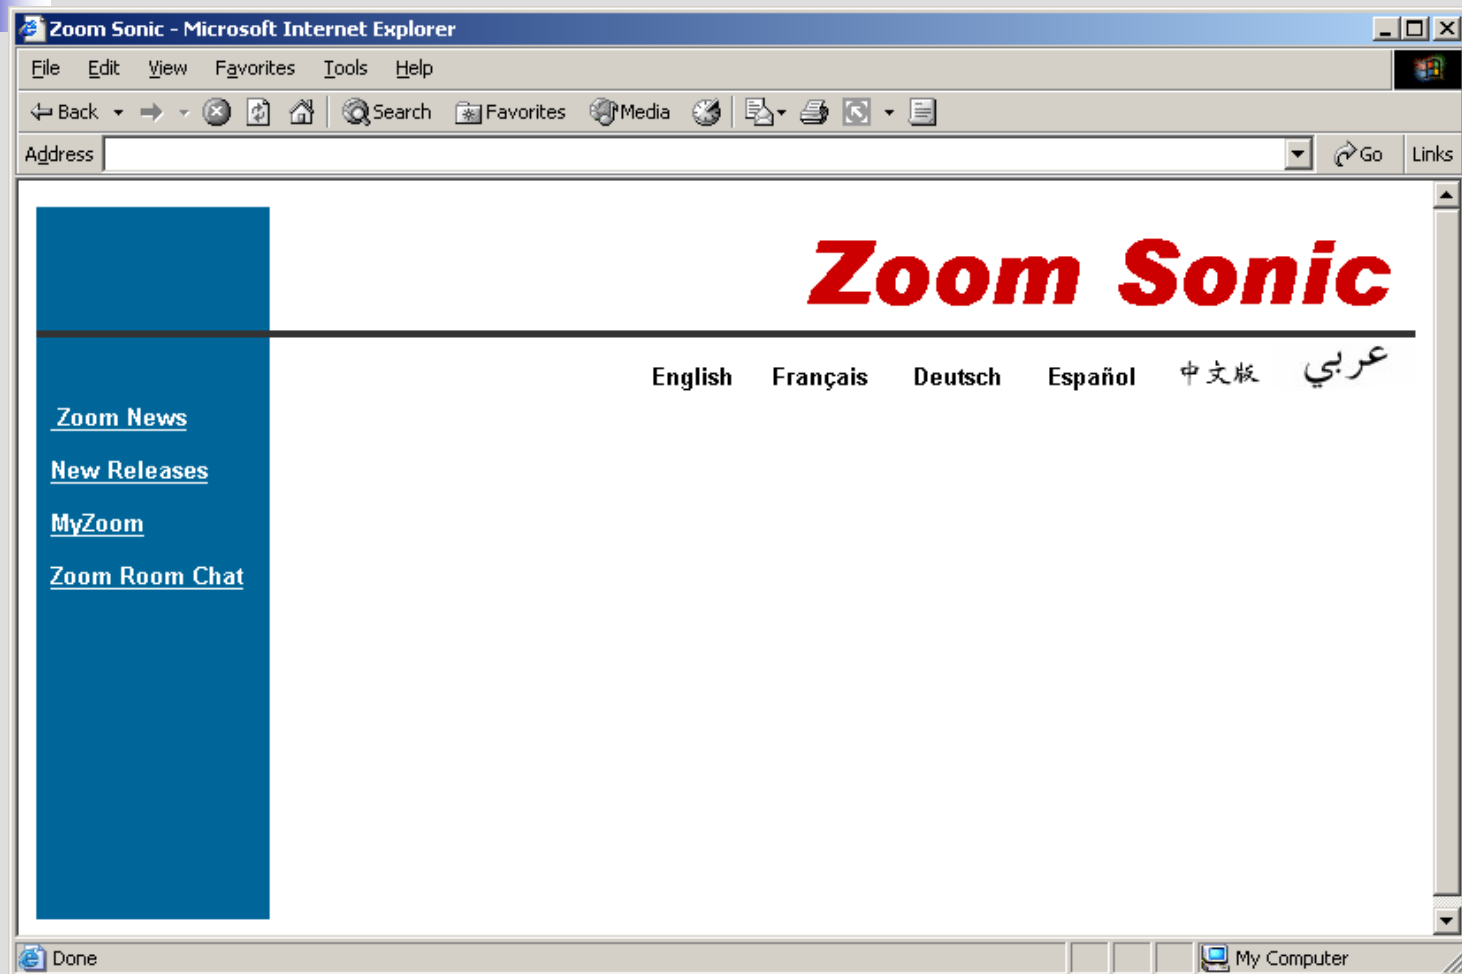 Zoom Sonic - Microsoft Internet Explorer
File Edit View Favorites Tools Help
Back Search Favorites Media
Address Go Links
Zoom Sonic
English Français Deutsch Español 中文版 عربي
Zoom News
New Releases
MyZoom
Zoom Room Chat
Done My Computer